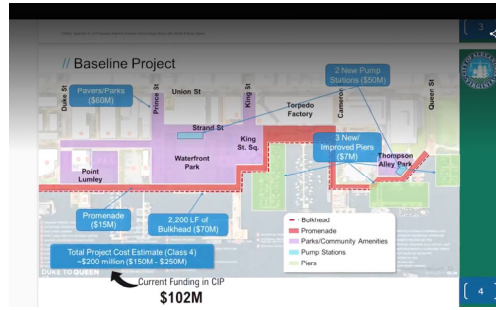 3
// Baseline Project
2 New Pump
Stations ($50M)
Pavers/Parks
($60M)
Duke St
Prince St
Union St
King St
Cameron
Queen St
Torpedo
Factory
Strand St
King
St. Sq.
Waterfront
Park
3 New/
Improved Piers
($7M)
Thompson
Alley Park
Point
Lumley
Promenade
($15M)
2,200 LF of
Bulkhead ($70M)
Bulkhead
Promenade
Parks/Community Amenities
Pump Stations
Piers
Total Project Cost Estimate (Class 4)
~$200 million ($150M - $250M)
DUKE TO QUEEN
Current Funding in CIP
$102M
4